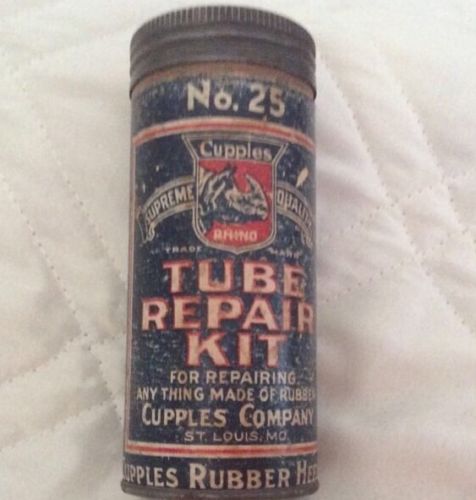 No. 25
Cupples
SUPREME QUALITY
RHINO
TRADE MARK
TUBE
REPAIR
KIT
FOR REPAIRING
ANY THING MADE OF RUBBER
CUPPLES COMPANY
ST. LOUIS, MO.
CUPPLES RUBBER